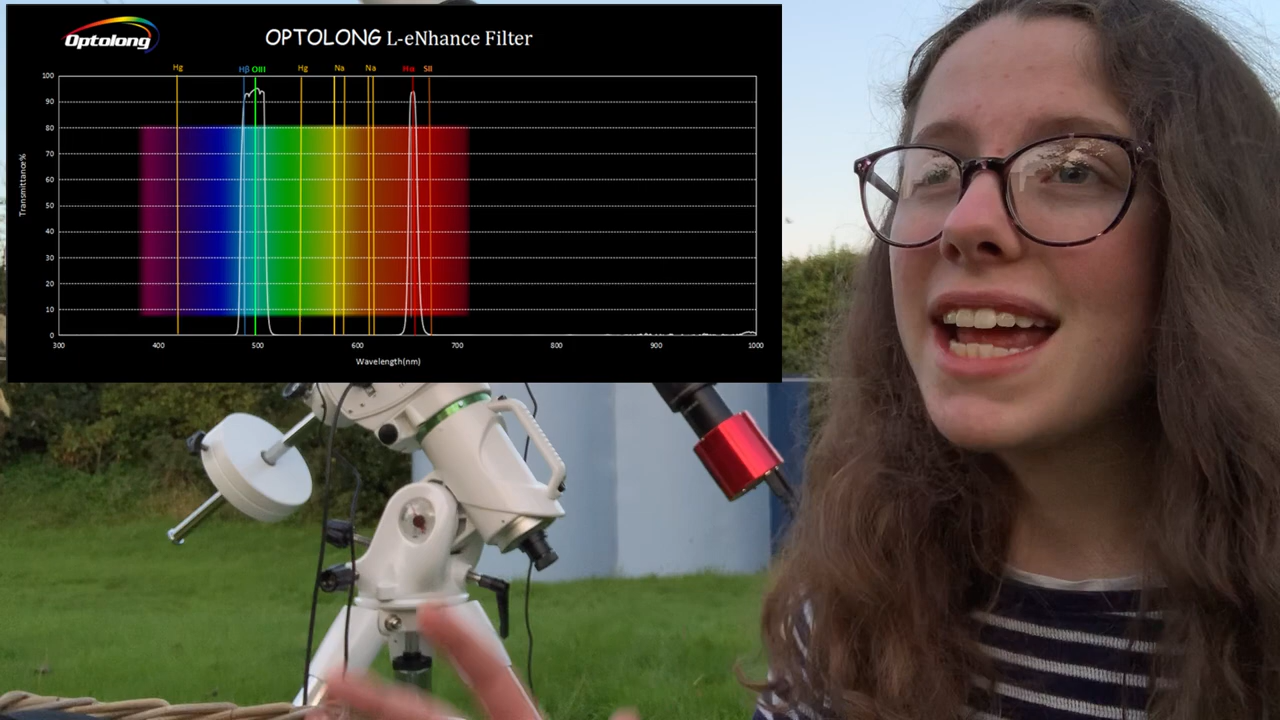 Optolong
OPTOLONG L-eNhance Filter
Hg Hβ OIII Hg Na Na Hα SII
100
90
80
70
60
50
40
30
20
10
0
Transmittance%
300 400 500 600 700 800 900 1000
Wavelength(nm)